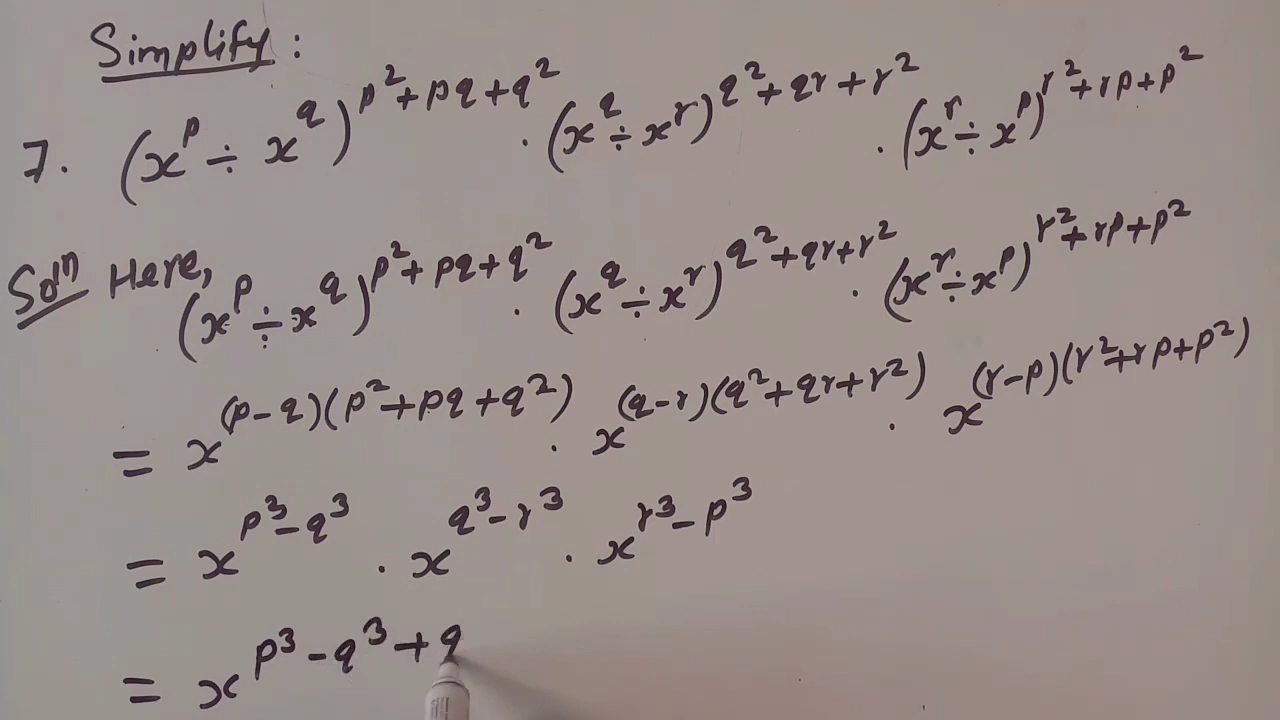 Simplify:
7. (x^p ÷ x^q)^p²+pq+q² . (x^q ÷ x^r)^q²+qr+r² . (x^r ÷ x^p)^r²+rp+p²
Solⁿ Here,
(x^p ÷ x^q)^p²+pq+q² . (x^q ÷ x^r)^q²+qr+r² . (x^r ÷ x^p)^r²+rp+p²
= x^(p-q)(p²+pq+q²) . x^(q-r)(q²+qr+r²) . x^(r-p)(r²+rp+p²)
= x^p³-q³ . x^q³-r³ . x^r³-p³
= x^p³-q³+q